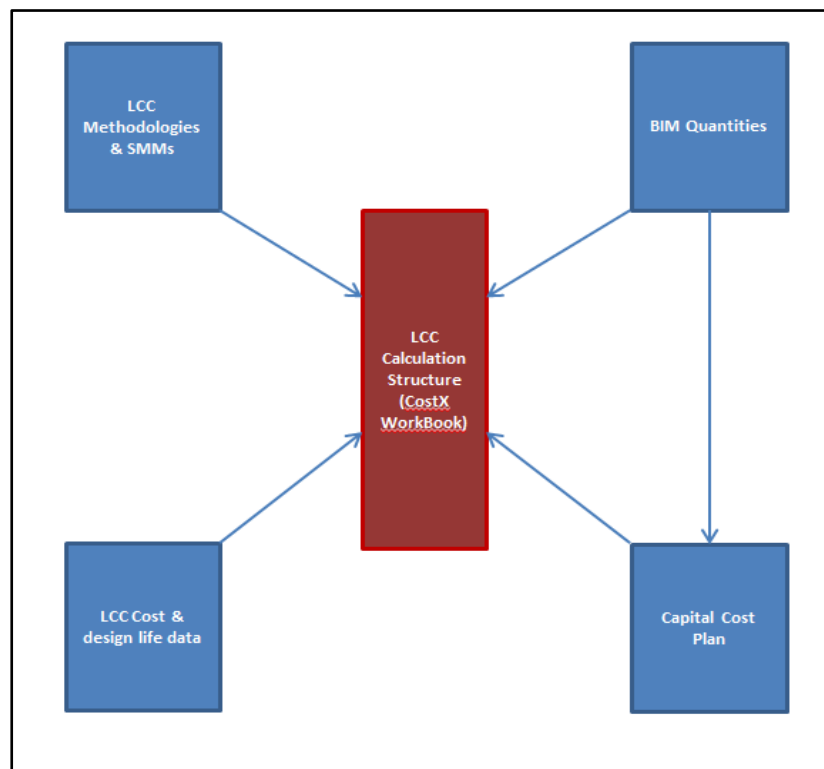 LCC
Methodologies
& SMMs
BIM Quantities
LCC
Calculation
Structure
(CostX
WorkBook)
LCC Cost &
design life data
Capital Cost
Plan